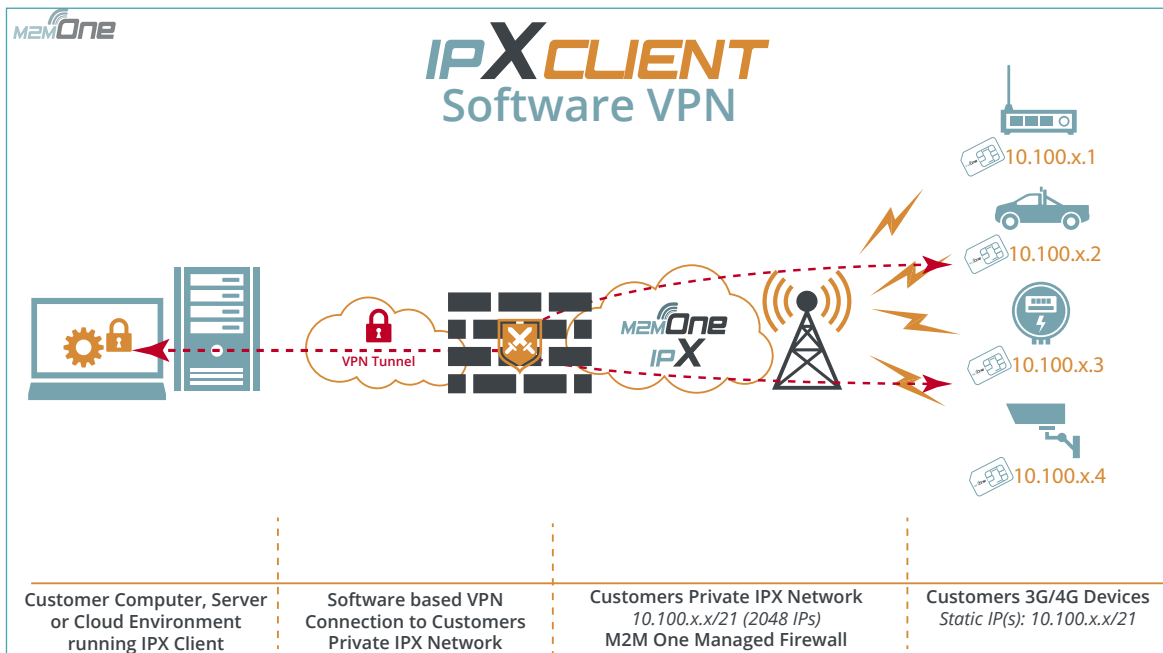 M2MOne
IPXCLIENT
Software VPN
10.100.x.1
10.100.x.2
10.100.x.3
10.100.x.4
VPN Tunnel
M2MOne
IPX
Customer Computer, Server
or Cloud Environment
running IPX Client
Software based VPN
Connection to Customers
Private IPX Network
Customers Private IPX Network
10.100.x.x/21 (2048 IPs)
M2M One Managed Firewall
Customers 3G/4G Devices
Static IP(s): 10.100.x.x/21